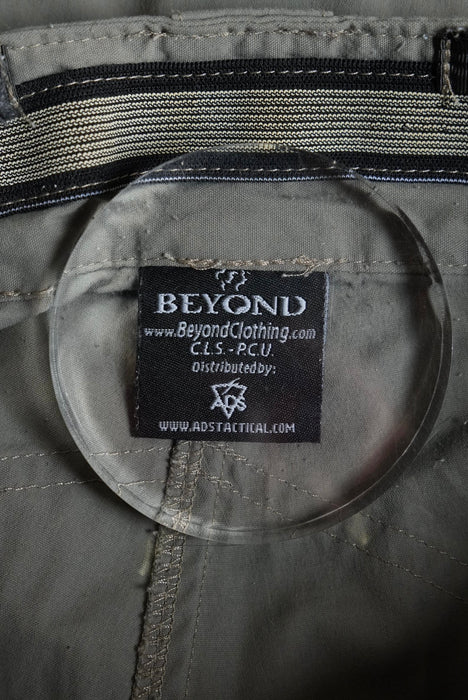 BEYOND
www.BeyondClothing.com
C.L.S. - P.C.U.
Distributed by:
ADS
WWW.ADSTACTICAL.COM